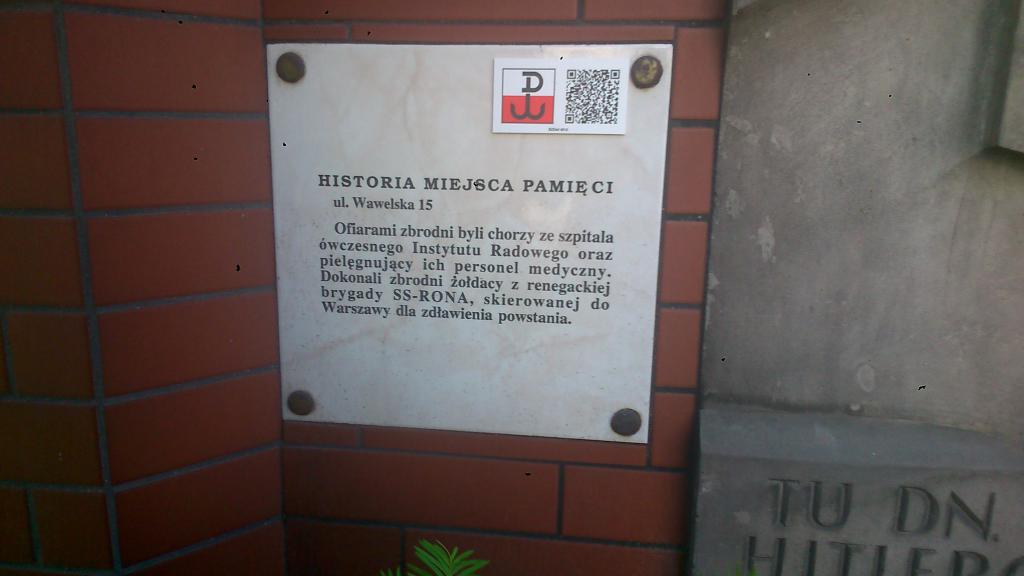 HISTORIA MIEJSCA PAMIĘCI
ul. Wawelska 15
Ofiarami zbrodni byli chorzy ze szpitala
ówczesnego Instytutu Radowego oraz
pielęgnujący ich personel medyczny.
Dokonali zbrodni żołdacy z renegackiej
brygady SS-RONA, skierowanej do
Warszawy dla zdławienia powstania.
TU DN.